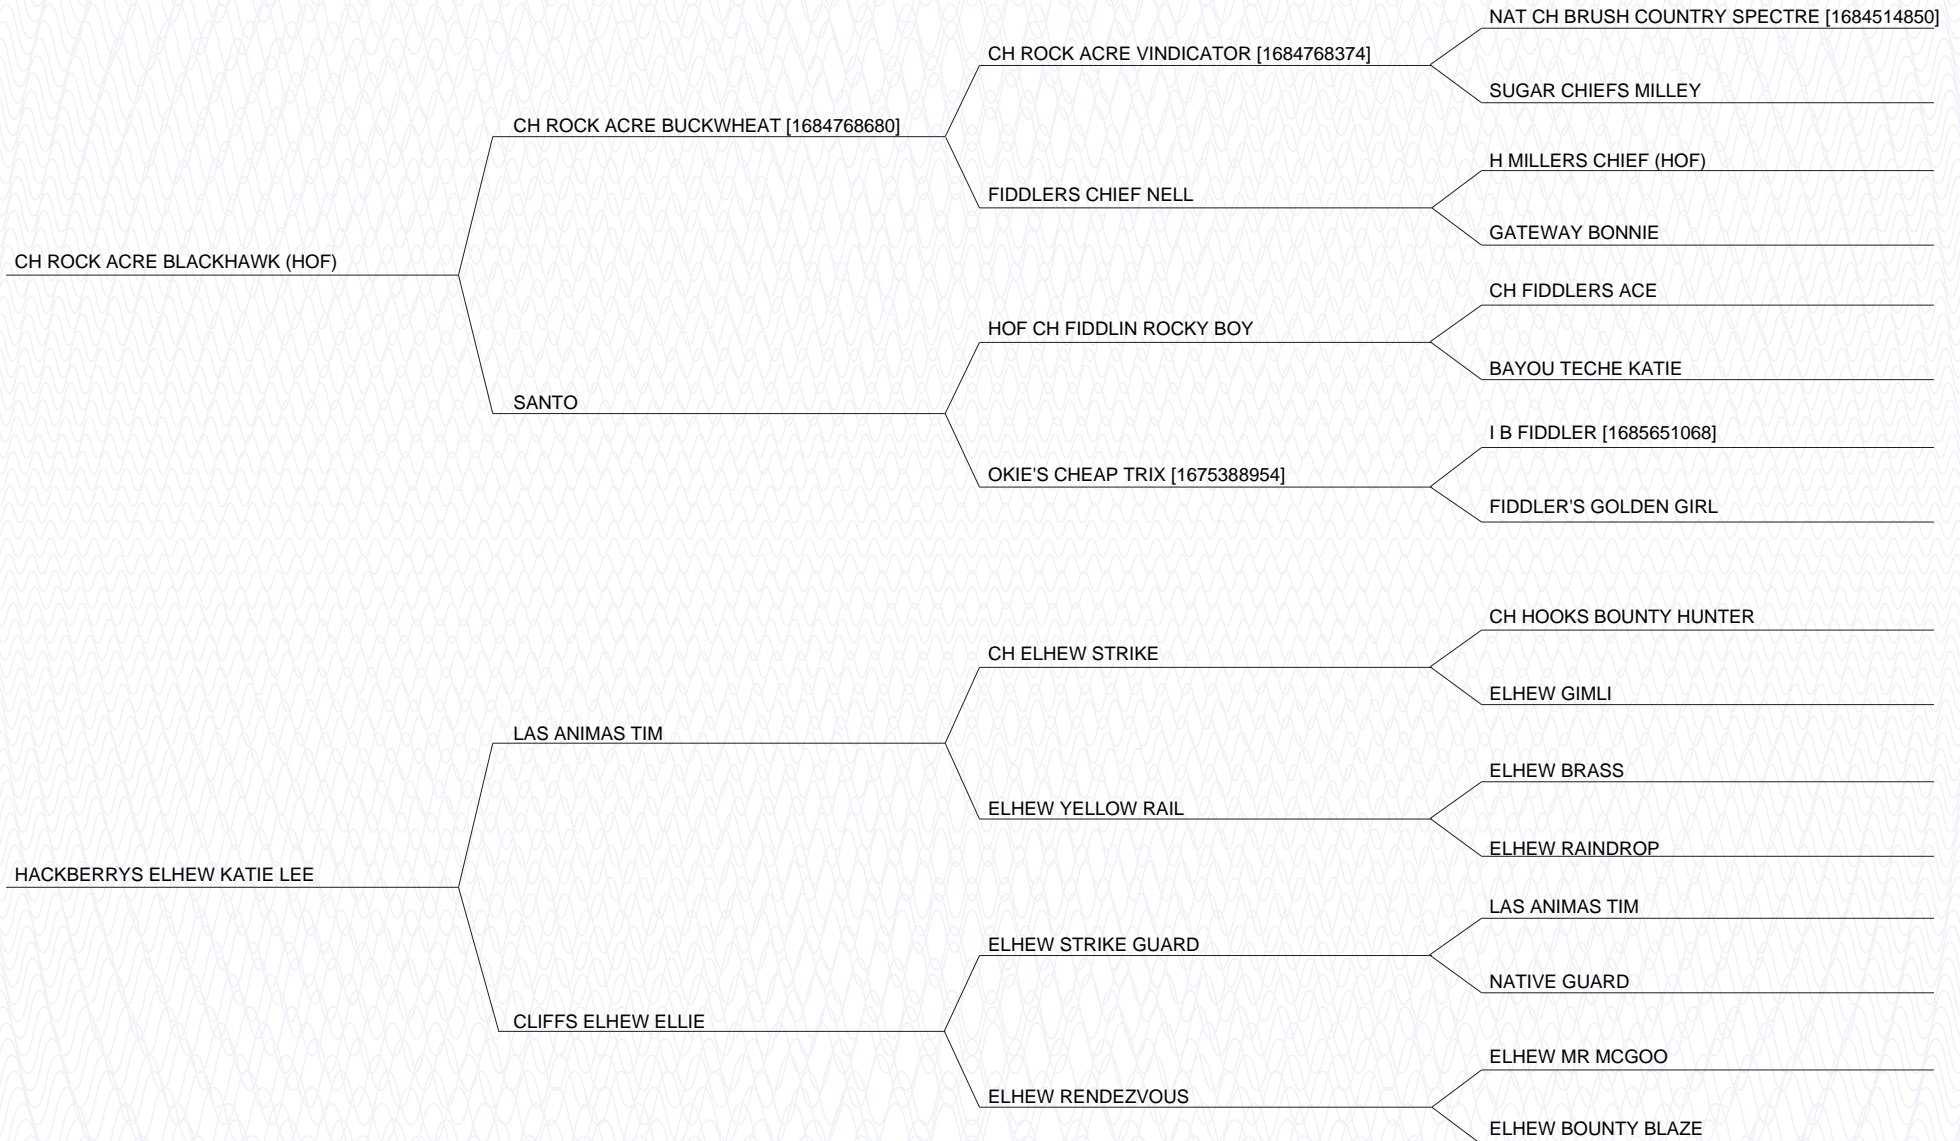 NAT CH BRUSH COUNTRY SPECTRE [1684514850]
CH ROCK ACRE VINDICATOR [1684768374]
SUGAR CHIEFS MILLEY
CH ROCK ACRE BUCKWHEAT [1684768680]
H MILLERS CHIEF (HOF)
FIDDLERS CHIEF NELL
GATEWAY BONNIE
CH ROCK ACRE BLACKHAWK (HOF)
CH FIDDLERS ACE
HOF CH FIDDLIN ROCKY BOY
BAYOU TECHE KATIE
SANTO
I B FIDDLER [1685651068]
OKIE'S CHEAP TRIX [1675388954]
FIDDLER'S GOLDEN GIRL
CH HOOKS BOUNTY HUNTER
CH ELHEW STRIKE
ELHEW GIMLI
LAS ANIMAS TIM
ELHEW BRASS
ELHEW YELLOW RAIL
ELHEW RAINDROP
HACKBERRYS ELHEW KATIE LEE
LAS ANIMAS TIM
ELHEW STRIKE GUARD
NATIVE GUARD
CLIFFS ELHEW ELLIE
ELHEW MR MCGOO
ELHEW RENDEZVOUS
ELHEW BOUNTY BLAZE